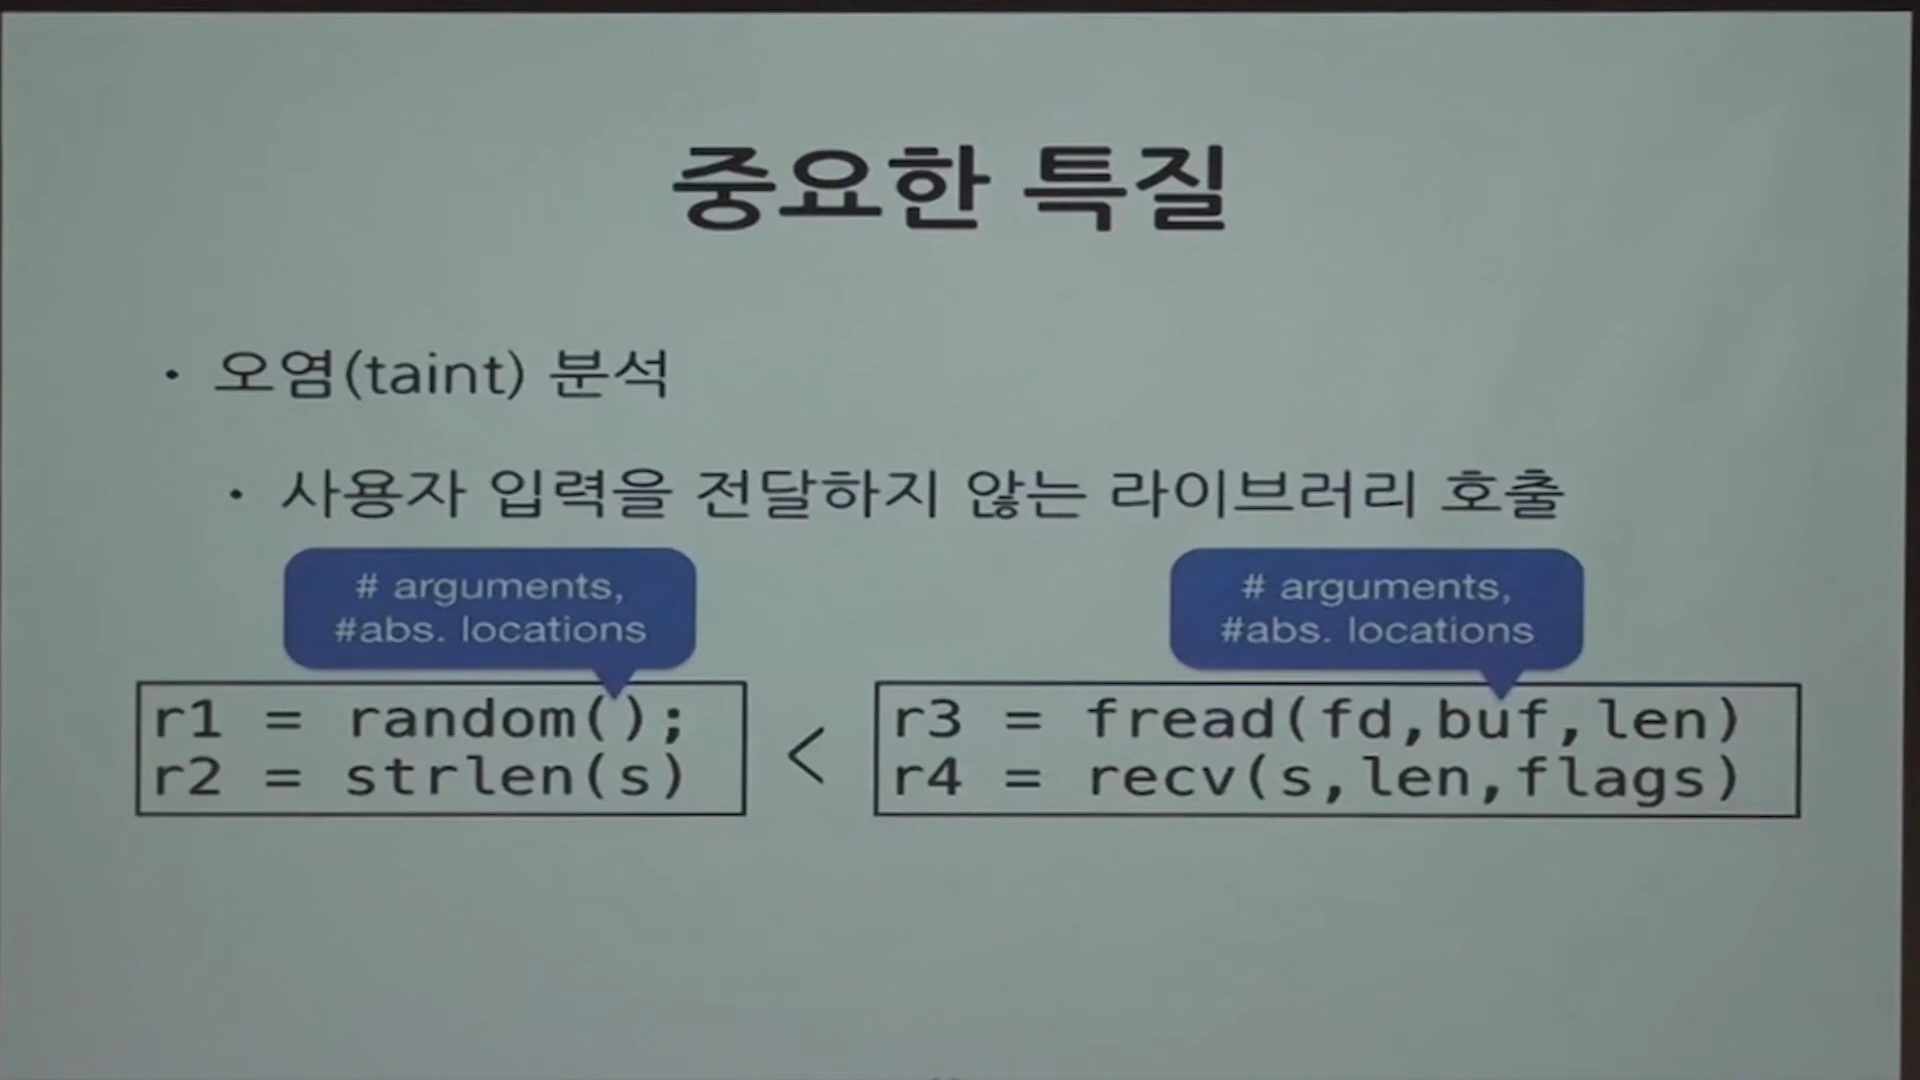 중요한 특질
• 오염(taint) 분석
• 사용자 입력을 전달하지 않는 라이브러리 호출
# arguments,
#abs. locations
# arguments,
#abs. locations
r1 = random();
r2 = strlen(s)
<
r3 = fread(fd,buf,len)
r4 = recv(s,len,flags)